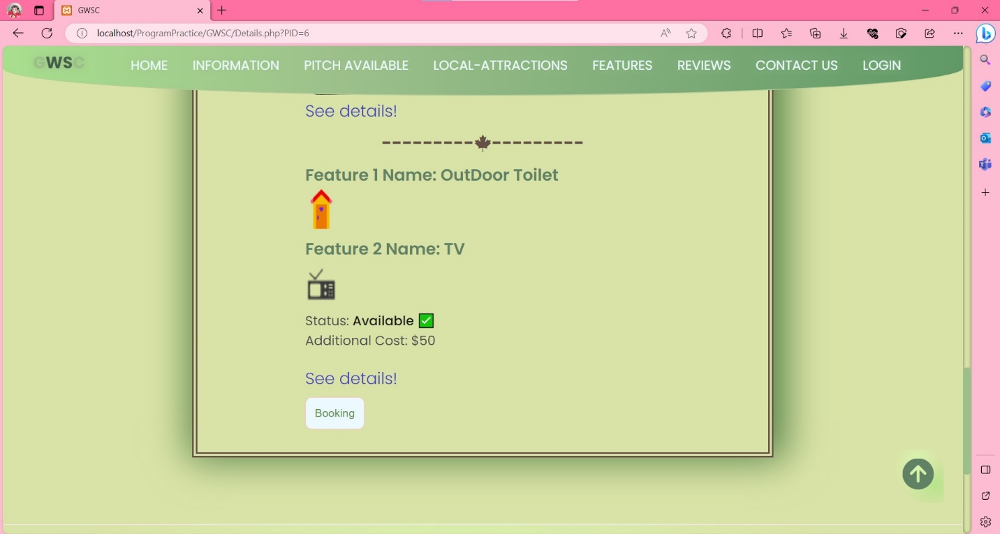 GWSC
localhost/ProgramPractice/GWSC/Details.php?PID=6
GWSC
HOME INFORMATION PITCH AVAILABLE LOCAL-ATTRACTIONS FEATURES REVIEWS CONTACT US LOGIN
See details!
Feature 1 Name: OutDoor Toilet
Feature 2 Name: TV
Status: Available ✅
Additional Cost: $50
See details!
Booking